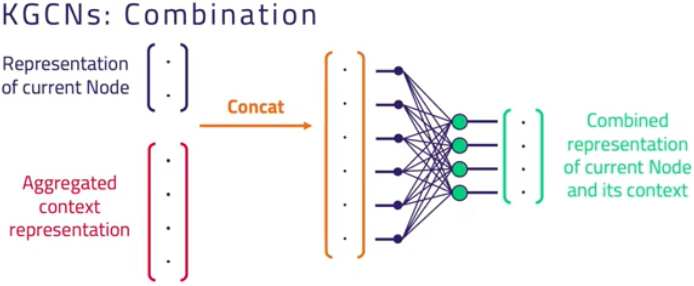 KGCNs: Combination
Representation
of current Node
Concat
Aggregated
context
representation
Combined
representation
of current Node
and its context